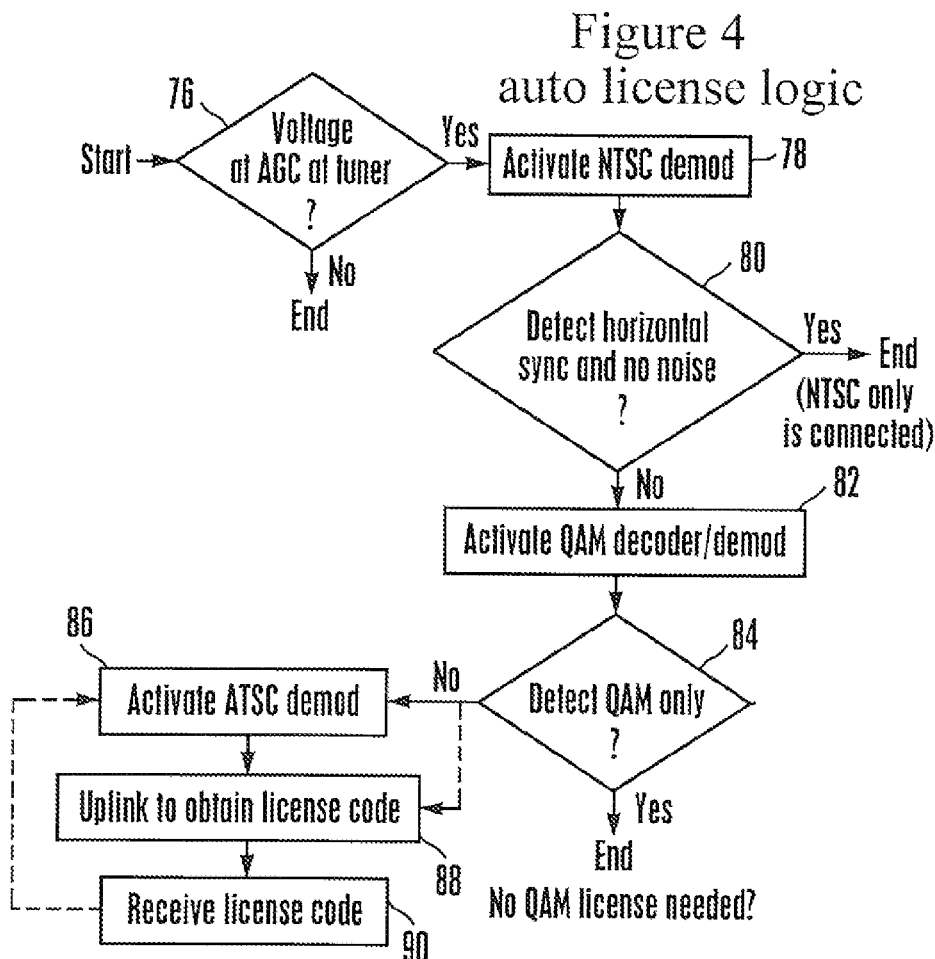 Figure 4
auto license logic
76
Start
Voltage
at AGC at tuner
?
Yes
Activate NTSC demod
78
No
End
80
Detect horizontal
sync and no noise
?
Yes
End
(NTSC only
is connected)
No
82
Activate QAM decoder/demod
84
Detect QAM only
?
No
86
Activate ATSC demod
Uplink to obtain license code
88
Receive license code
90
Yes
End
No QAM license needed?